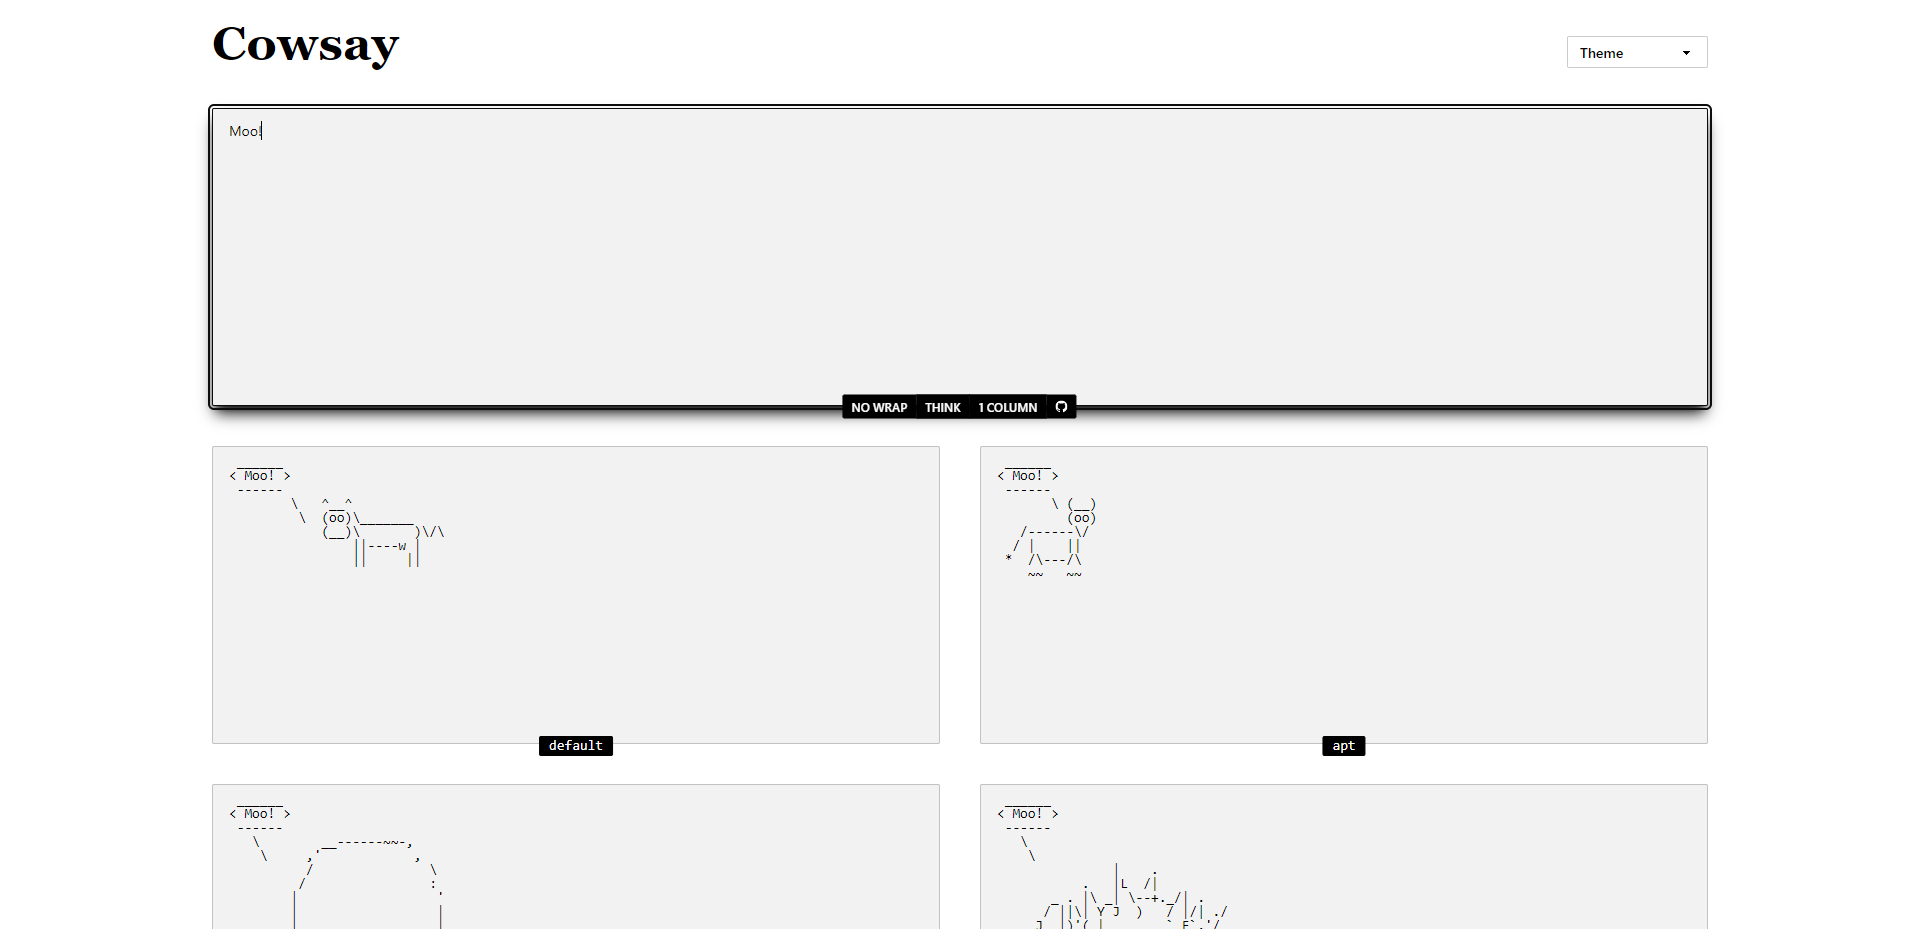 Cowsay
Theme
Moo!
NO WRAP THINK 1 COLUMN
 ______
< Moo! >
 ------
        \   ^__^
         \  (oo)\_______
            (__)\       )\/\
                ||----w |
                ||     ||
default
 ______
< Moo! >
 ------
       \ (__)
         (oo)
   /------\/
  / |    ||
 *  /\---/\
    ~~   ~~
apt
 ______
< Moo! >
 ------
   \        __------~~-,
    \     ,'            ,
          /               \
         /                :
        |                  '
        |                  |
        |                  |
 ______
< Moo! >
 ------
   \
    \
               |    .
           .   |L  /|
       _ . |\ _| \--+._/| .
      / ||\| Y J  )   / |/| ./
     J  |)'( |        ` F`.'/